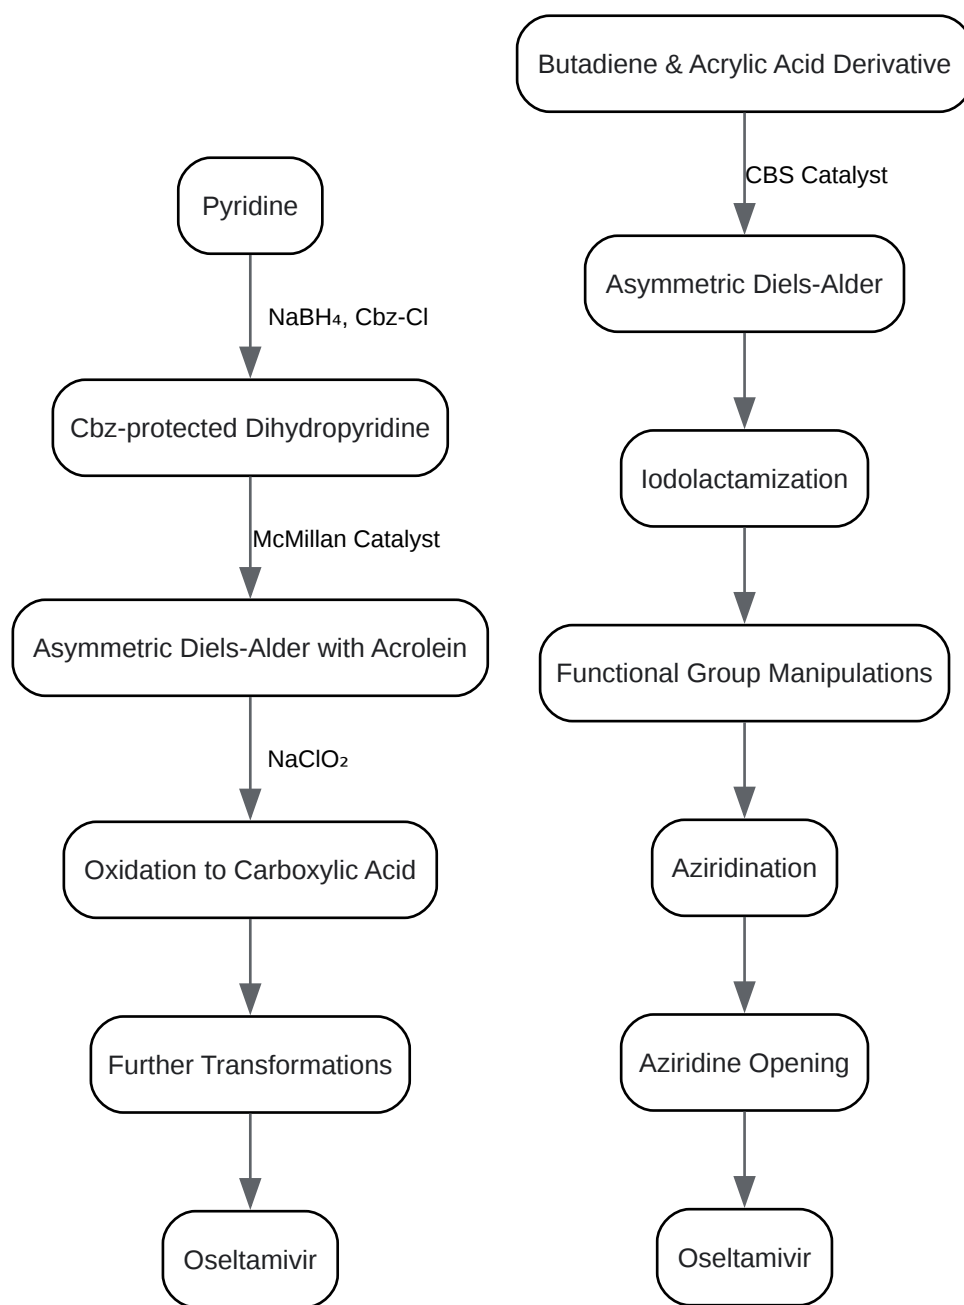 Pyridine
NaBH₄, Cbz-Cl
Cbz-protected Dihydropyridine
McMillan Catalyst
Asymmetric Diels-Alder with Acrolein
NaClO₂
Oxidation to Carboxylic Acid
Further Transformations
Oseltamivir
Butadiene & Acrylic Acid Derivative
CBS Catalyst
Asymmetric Diels-Alder
Iodolactamization
Functional Group Manipulations
Aziridination
Aziridine Opening
Oseltamivir